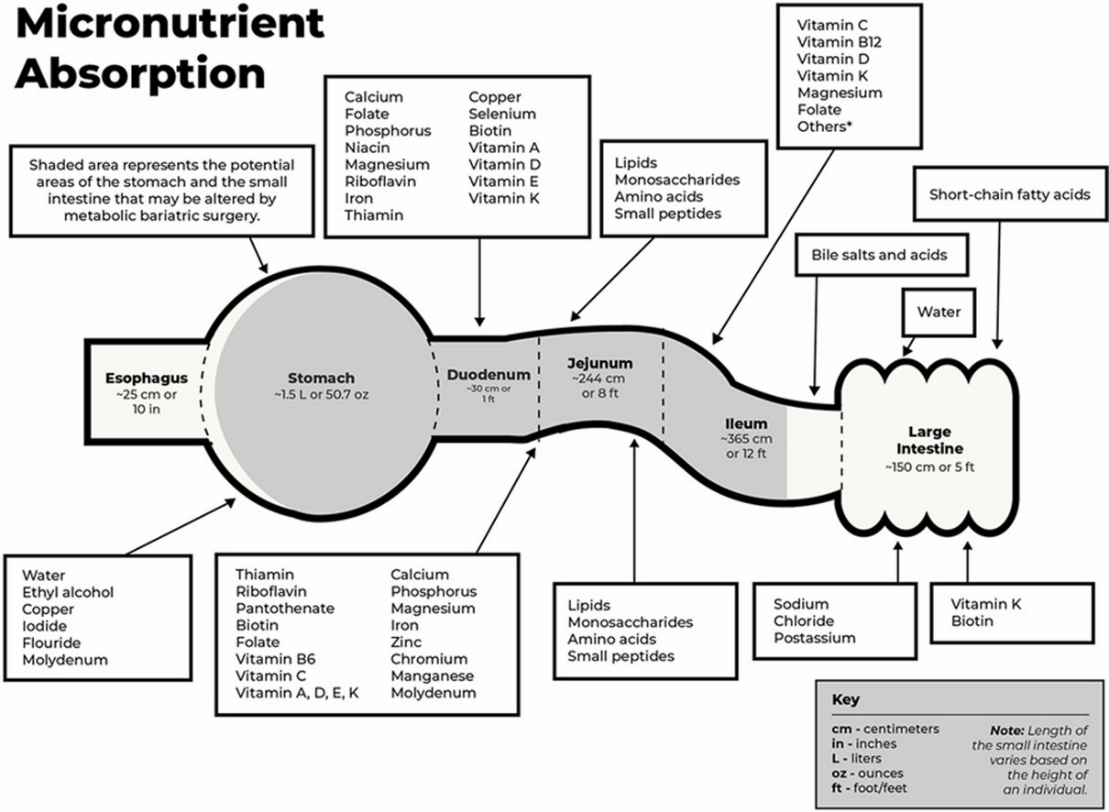 Micronutrient
Absorption
Shaded area represents the potential
areas of the stomach and the small
intestine that may be altered by
metabolic bariatric surgery.
Calcium
Folate
Phosphorus
Niacin
Magnesium
Riboflavin
Iron
Thiamin
Copper
Selenium
Biotin
Vitamin A
Vitamin D
Vitamin E
Vitamin K
Lipids
Monosaccharides
Amino acids
Small peptides
Vitamin C
Vitamin B12
Vitamin D
Vitamin K
Magnesium
Folate
Others*
Bile salts and acids
Short-chain fatty acids
Water
Esophagus
~25 cm or
10 in
Stomach
~1.5 L or 50.7 oz
Duodenum
~30 cm or
1 ft
Jejunum
~244 cm
or 8 ft
Ileum
~365 cm
or 12 ft
Large
Intestine
~150 cm or 5 ft
Water
Ethyl alcohol
Copper
Iodide
Flouride
Molydenum
Thiamin
Riboflavin
Pantothenate
Biotin
Folate
Vitamin B6
Vitamin C
Vitamin A, D, E, K
Calcium
Phosphorus
Magnesium
Iron
Zinc
Chromium
Manganese
Molydenum
Lipids
Monosaccharides
Amino acids
Small peptides
Sodium
Chloride
Postassium
Vitamin K
Biotin
Key
cm - centimeters
in - inches
L - liters
oz - ounces
ft - foot/feet
Note: Length of
the small intestine
varies based on
the height of
an individual.